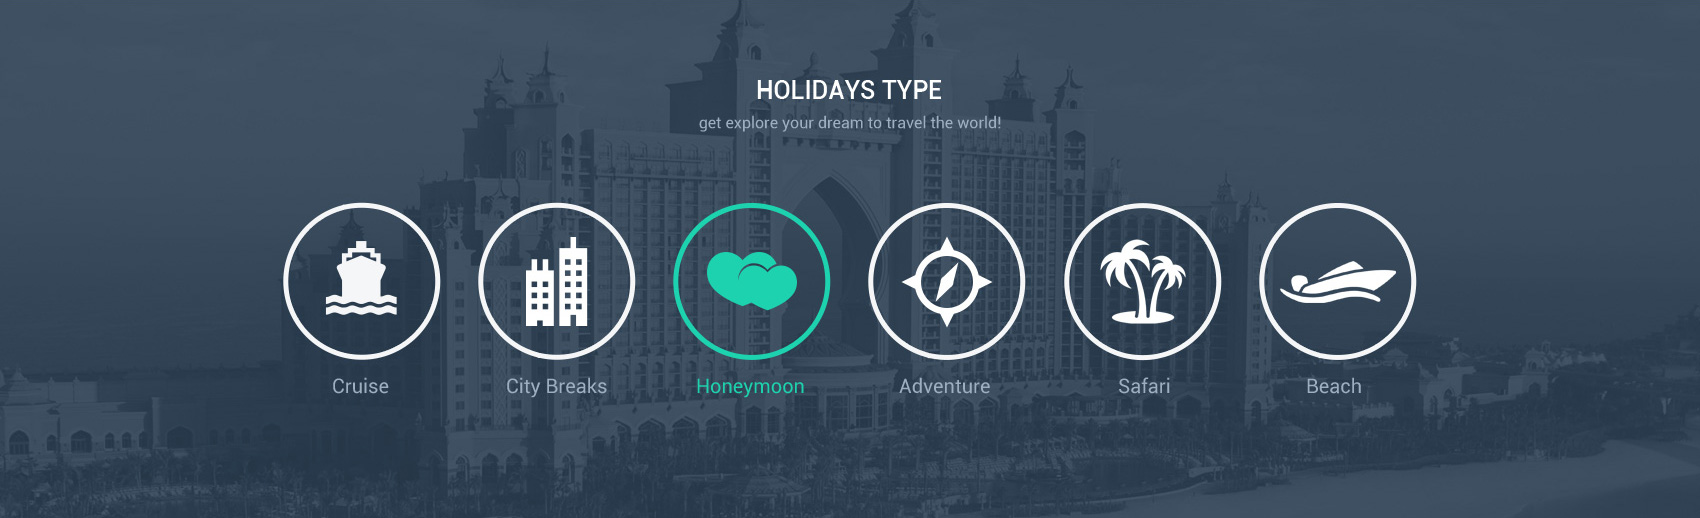 HOLIDAYS TYPE
get explore your dream to travel the world!
Cruise
City Breaks
Honeymoon
Adventure
Safari
Beach